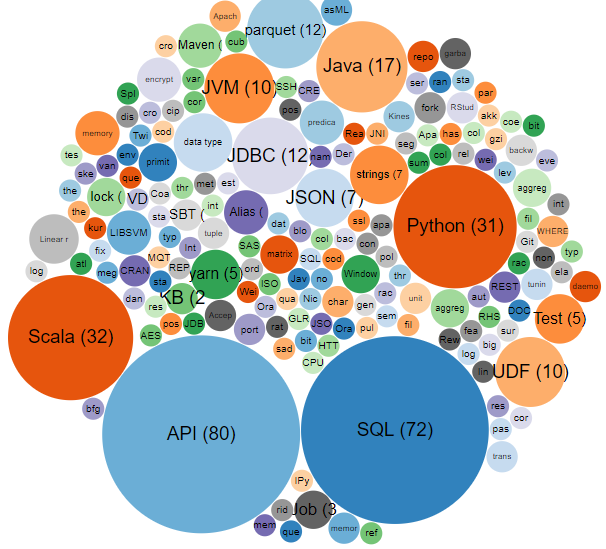 asML
Apach
parquet (12)
cro
Maven (
cub
Java (17)
repo
garba
encrypt
var
JVM (10)
SSH
CRE
ser
ran
sta
par
Spl
cor
pos
Kines
fork
RStud
akk
dis
cro
cip
predica
coe
bit
memory
Twi
cod
data type
Rea
JNI
Apa
has
col
gzi
seg
tes
env
primit
JDBC (12)
nam
Der
sum
col
rel
wei
backw
eve
ske
van
que
strings (7
lev
the
lock (
VD
Coa
thr
met
est
JSON (7)
aggreg
the
int
sta
SBT (
int
Alias (
int
kur
LIBSVM
tuple
dat
blo
ssi
apa
Python (31)
fil
WHERE
Linear r
fix
typ
Int
SAS
col
bac
con
Git
typ
log
atl
meg
CRAN
MQT
REP
yarn (5)
ord
matrix
SQL
cod
pol
rac
non
ela
sta
ISO
Jav
no
Window
thr
REST
tunin
daemo
dan
res
KB (2
Wei
qua
Nic
char
gen
unit
aut
DOC
Scala (32)
pos
JDB
Accep
Ora
GLR
JSO
Ora
rac
sem
aggreg
RHS
Test (5)
AES
port
rat
bit
HTT
pul
fil
Rew
fea
sur
sad
CPU
log
big
lin
UDF (10)
bfg
API (80)
SQL (72)
res
cor
pas
trans
IPy
rid
Job (3
mem
que
memor
ref